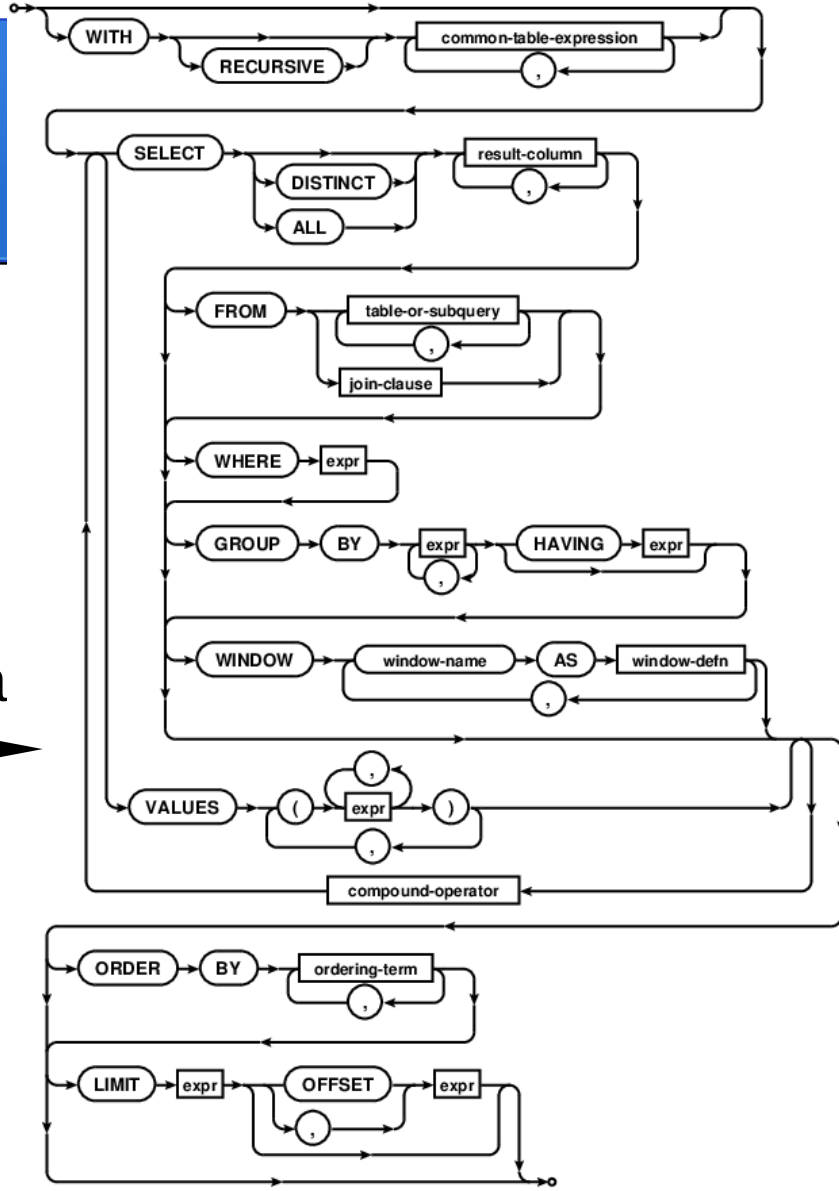 WITH RECURSIVE common-table-expression ,
SELECT DISTINCT ALL result-column ,
FROM table-or-subquery ,
join-clause
WHERE expr
GROUP BY expr , HAVING expr
WINDOW window-name AS window-defn ,
VALUES ( expr , ) ,
compound-operator
ORDER BY ordering-term ,
LIMIT expr OFFSET , expr